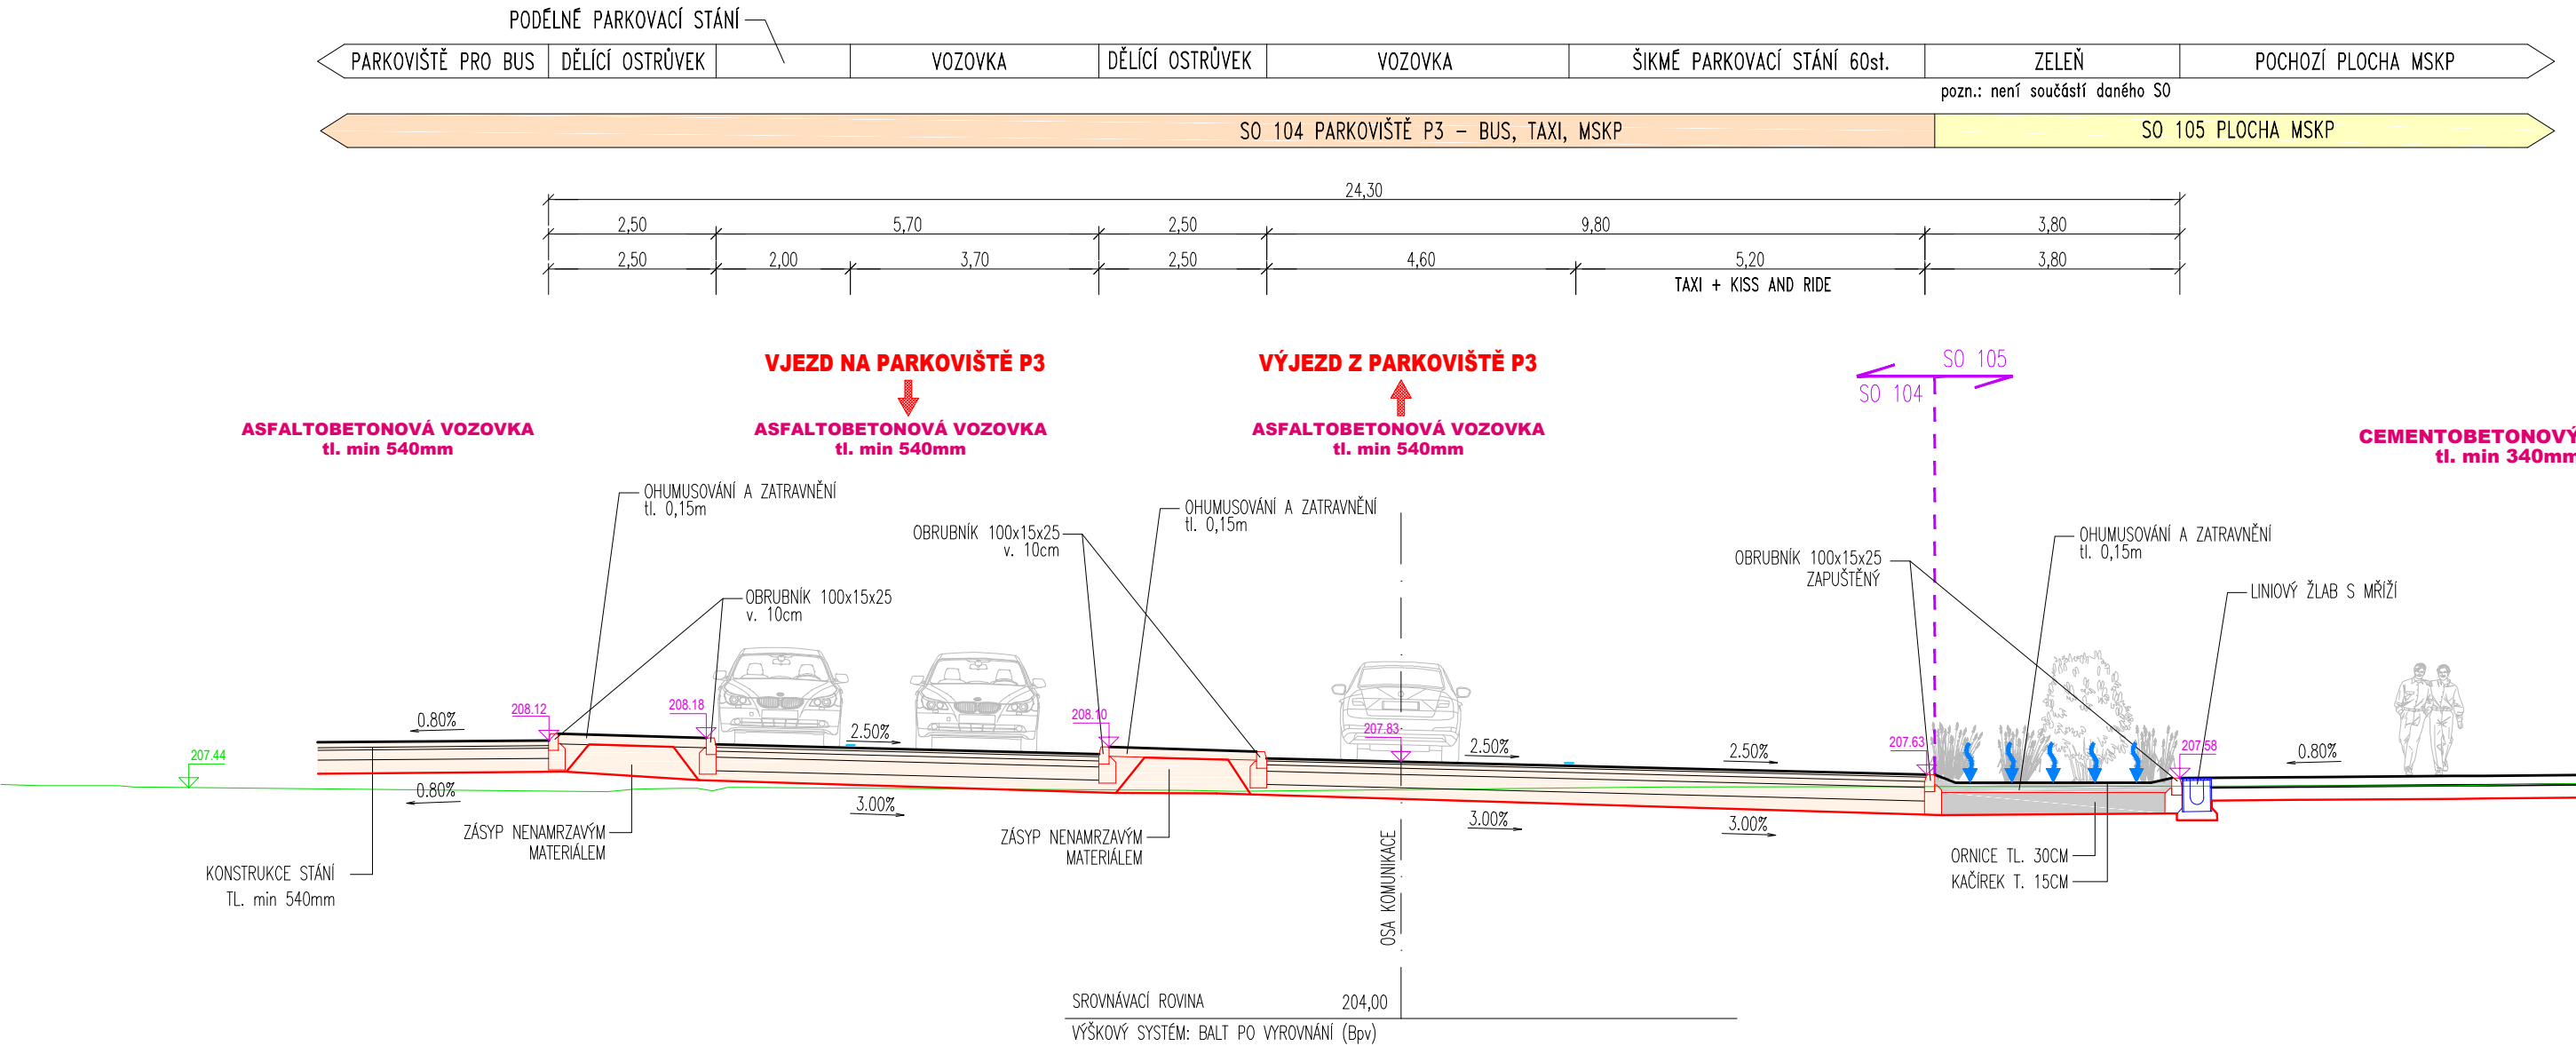 PODÉLNÉ PARKOVACÍ STÁNÍ
PARKOVIŠTĚ PRO BUS
DĚLÍCÍ OSTRŮVEK
VOZOVKA
DĚLÍCÍ OSTRŮVEK
VOZOVKA
ŠIKMÉ PARKOVACÍ STÁNÍ 60st.
ZELEŇ
POCHOZÍ PLOCHA MSKP
pozn.: není součástí daného SO
SO 104 PARKOVIŠTĚ P3 – BUS, TAXI, MSKP
SO 105 PLOCHA MSKP
24,30
2,50
5,70
2,50
9,80
3,80
2,50
2,00
3,70
2,50
4,60
5,20
3,80
TAXI + KISS AND RIDE
VJEZD NA PARKOVIŠTĚ P3
VÝJEZD Z PARKOVIŠTĚ P3
SO 105
SO 104
ASFALTOBETONOVÁ VOZOVKA
tl. min 540mm
ASFALTOBETONOVÁ VOZOVKA
tl. min 540mm
ASFALTOBETONOVÁ VOZOVKA
tl. min 540mm
CEMENTOBETONOVÝ
tl. min 340mm
OHUMUSOVÁNÍ A ZATRAVNĚNÍ
tl. 0,15m
OBRUBNÍK 100x15x25
v. 10cm
OBRUBNÍK 100x15x25
v. 10cm
OHUMUSOVÁNÍ A ZATRAVNĚNÍ
tl. 0,15m
OBRUBNÍK 100x15x25
ZAPUŠTĚNÝ
OHUMUSOVÁNÍ A ZATRAVNĚNÍ
tl. 0,15m
LINIOVÝ ŽLAB S MŘÍŽÍ
207.44
0.80%
208.12
208.18
2.50%
208.10
207.83
2.50%
2.50%
207.63
207.58
0.80%
0.80%
3.00%
3.00%
3.00%
ZÁSYP NENAMRZAVÝM
MATERIÁLEM
ZÁSYP NENAMRZAVÝM
MATERIÁLEM
KONSTRUKCE STÁNÍ
TL. min 540mm
OSA KOMUNIKACE
ORNICE TL. 30CM
KAČÍREK T. 15CM
SROVNÁVACÍ ROVINA 204,00
VÝŠKOVÝ SYSTÉM: BALT PO VYROVNÁNÍ (Bpv)